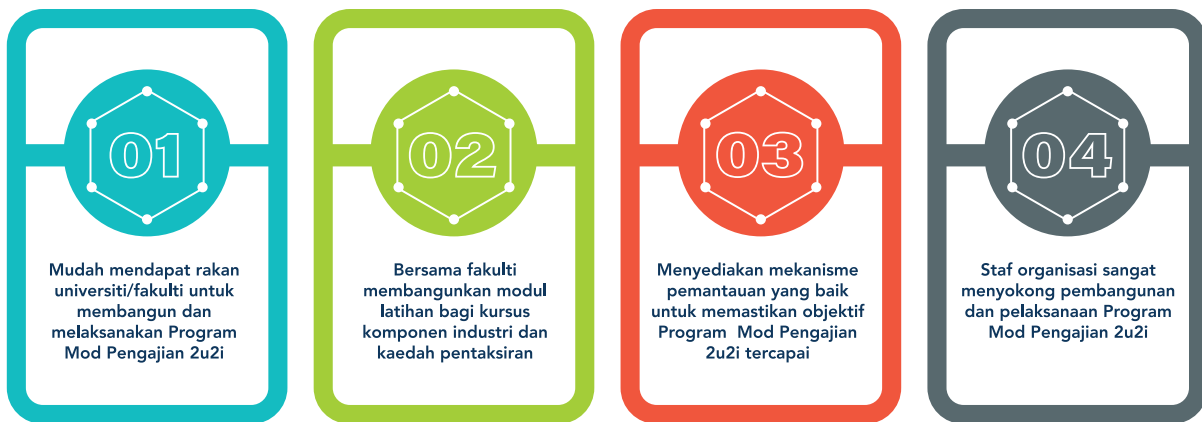 01
Mudah mendapat rakan
universiti/fakulti untuk
membangun dan
melaksanakan Program
Mod Pengajian 2u2i
02
Bersama fakulti
membangunkan modul
latihan bagi kursus
komponen industri dan
kaedah pentaksiran
03
Menyediakan mekanisme
pemantauan yang baik
untuk memastikan objektif
Program Mod Pengajian
2u2i tercapai
04
Staf organisasi sangat
menyokong pembangunan
dan pelaksanaan Program
Mod Pengajian 2u2i